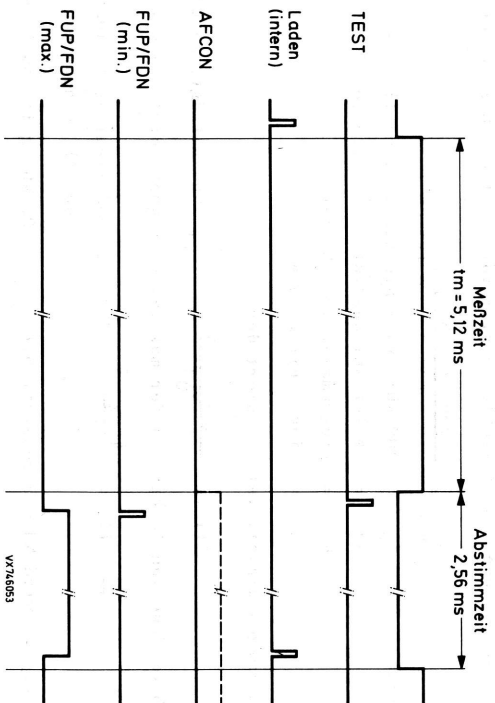 Meßzeit
tm = 5,12 ms
Abstimmzeit
2,56 ms
TEST
Laden
(intern)
AFCON
FUP/FDN
(min.)
FUP/FDN
(max.)
VX746053